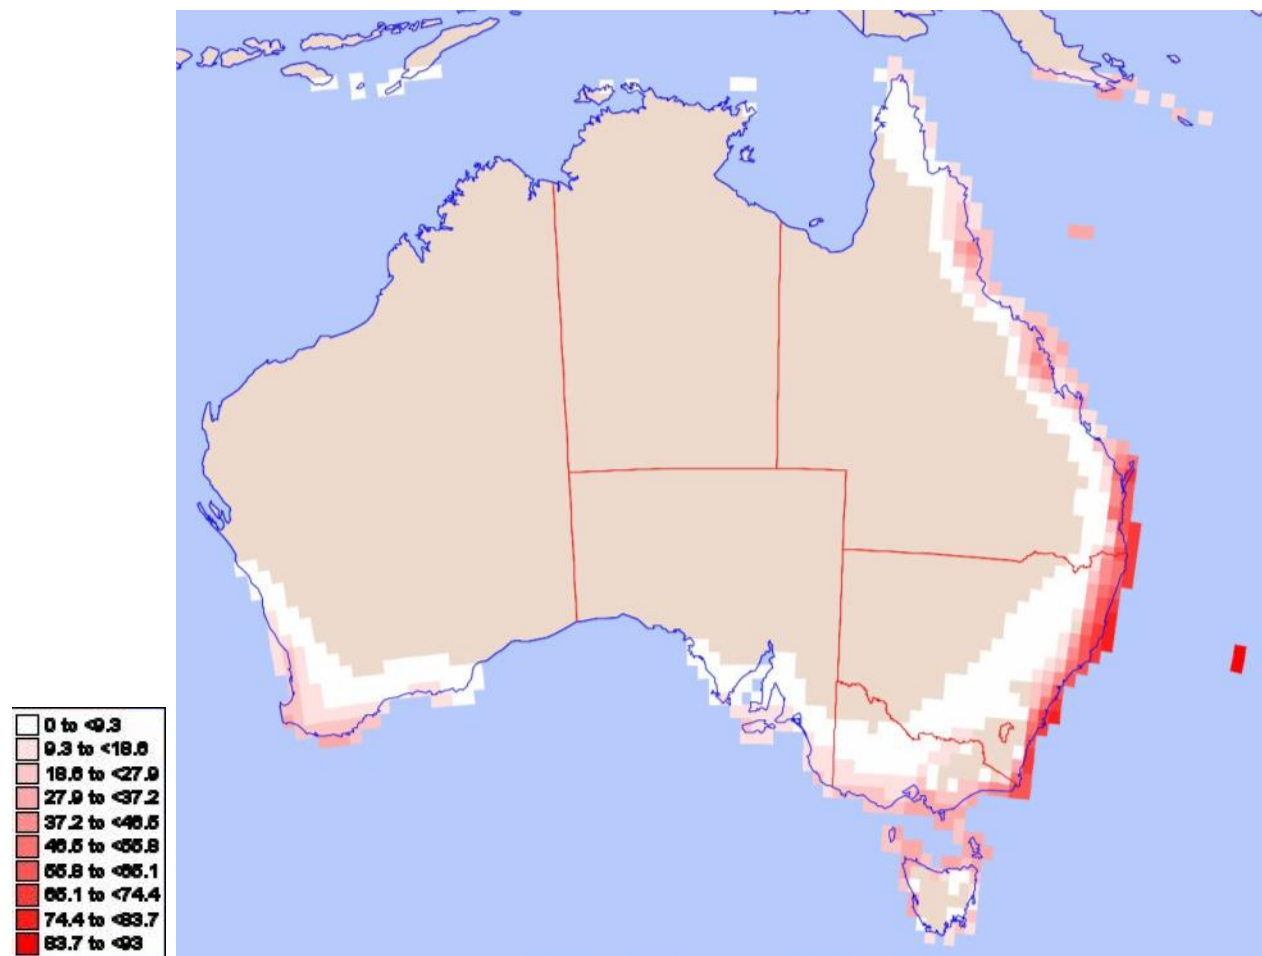 0 to <9.3
9.3 to <18.6
18.6 to <27.9
27.9 to <37.2
37.2 to <46.5
46.5 to <55.8
55.8 to <65.1
65.1 to <74.4
74.4 to <83.7
83.7 to <93